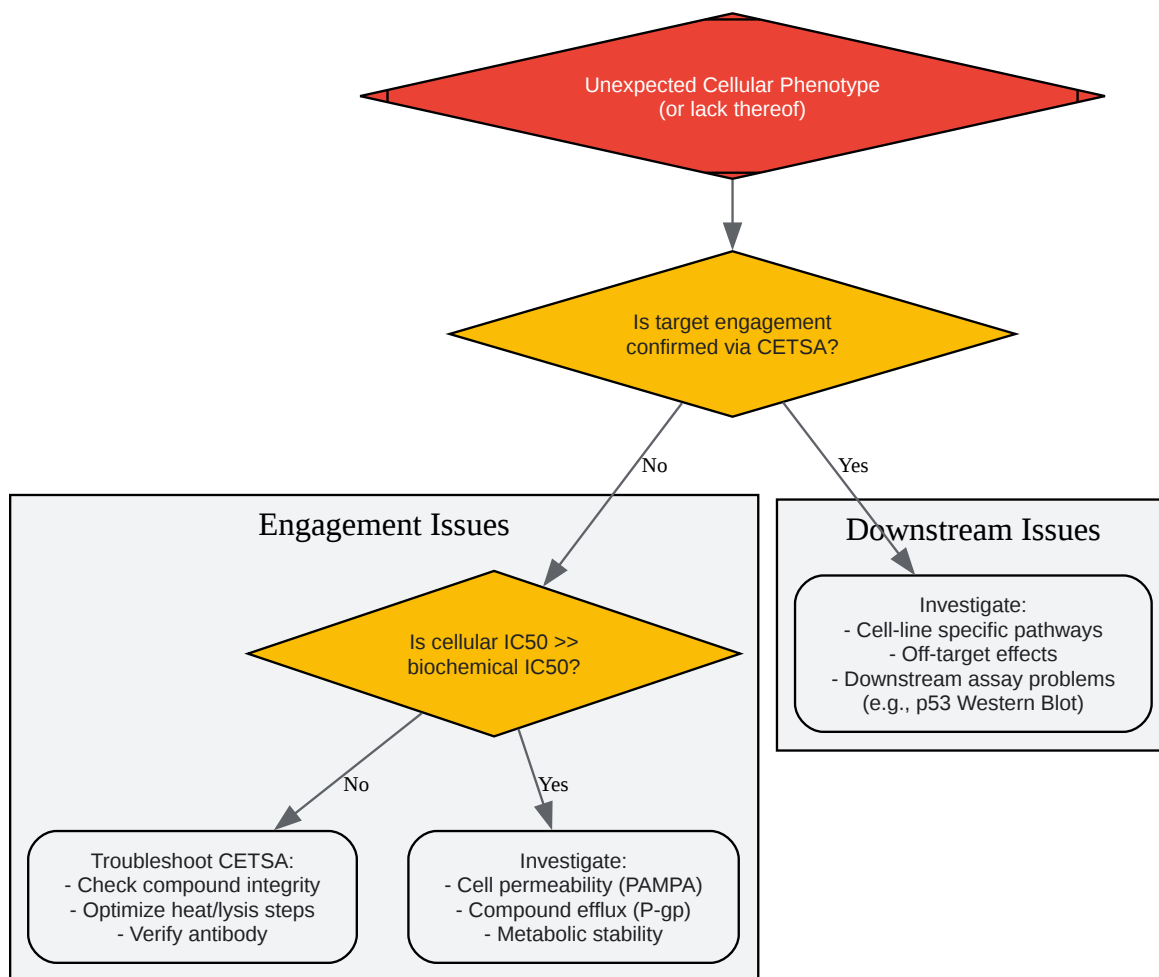 Unexpected Cellular Phenotype
(or lack thereof)
Is target engagement
confirmed via CETSA?
No
Yes
Engagement Issues
Downstream Issues
Is cellular IC50 >>
biochemical IC50?
Investigate:
- Cell-line specific pathways
- Off-target effects
- Downstream assay problems
(e.g., p53 Western Blot)
No
Yes
Troubleshoot CETSA:
- Check compound integrity
- Optimize heat/lysis steps
- Verify antibody
Investigate:
- Cell permeability (PAMPA)
- Compound efflux (P-gp)
- Metabolic stability